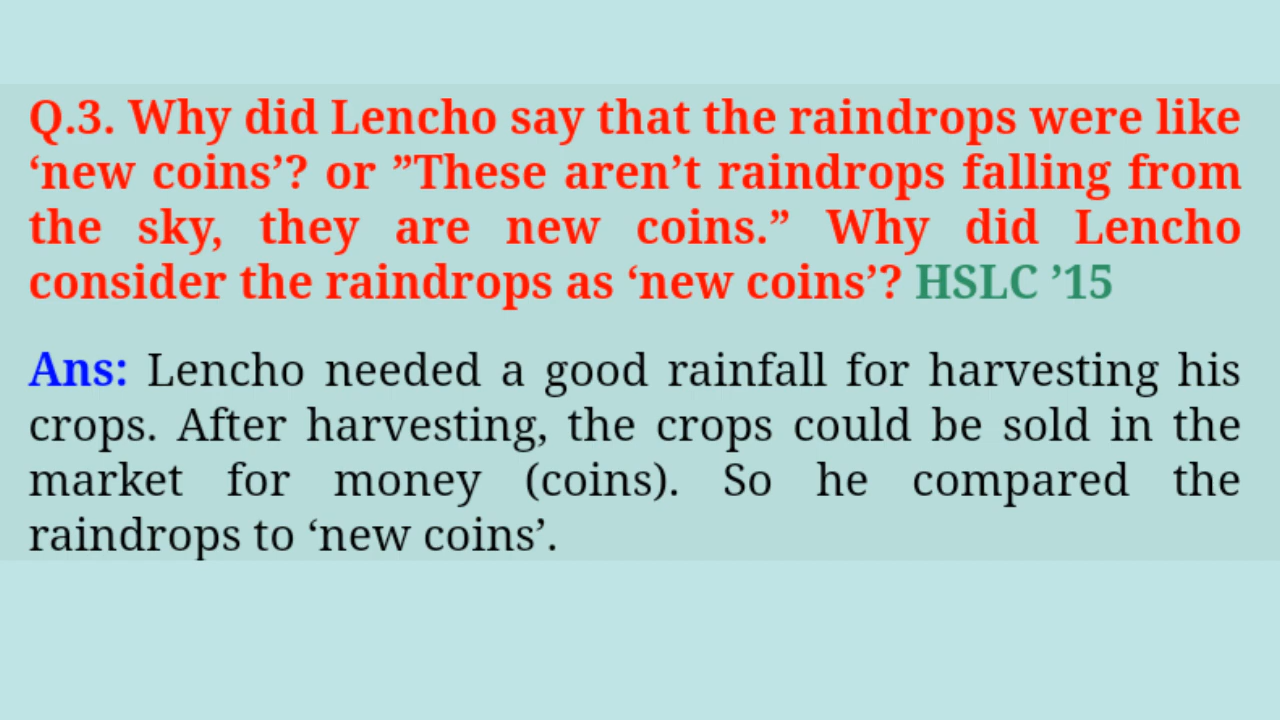 Q.3. Why did Lencho say that the raindrops were like
‘new coins’? or ”These aren’t raindrops falling from
the sky, they are new coins.” Why did Lencho
consider the raindrops as ‘new coins’? HSLC ’15
Ans: Lencho needed a good rainfall for harvesting his
crops. After harvesting, the crops could be sold in the
market for money (coins). So he compared the
raindrops to ‘new coins’.